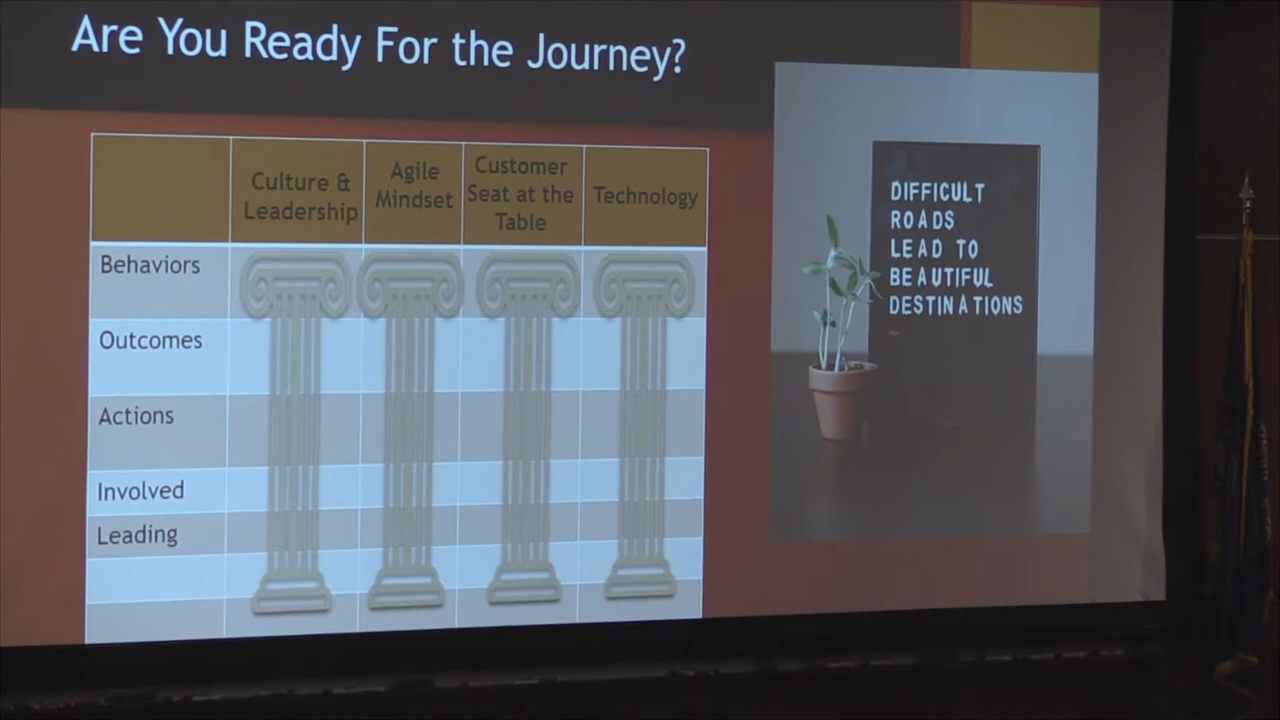 Are You Ready For the Journey?
Culture &
Leadership
Agile
Mindset
Customer
Seat at the
Table
Technology
Behaviors
Outcomes
Actions
Involved
Leading
DIFFICULT
ROADS
LEAD TO
BEAUTIFUL
DESTINATIONS